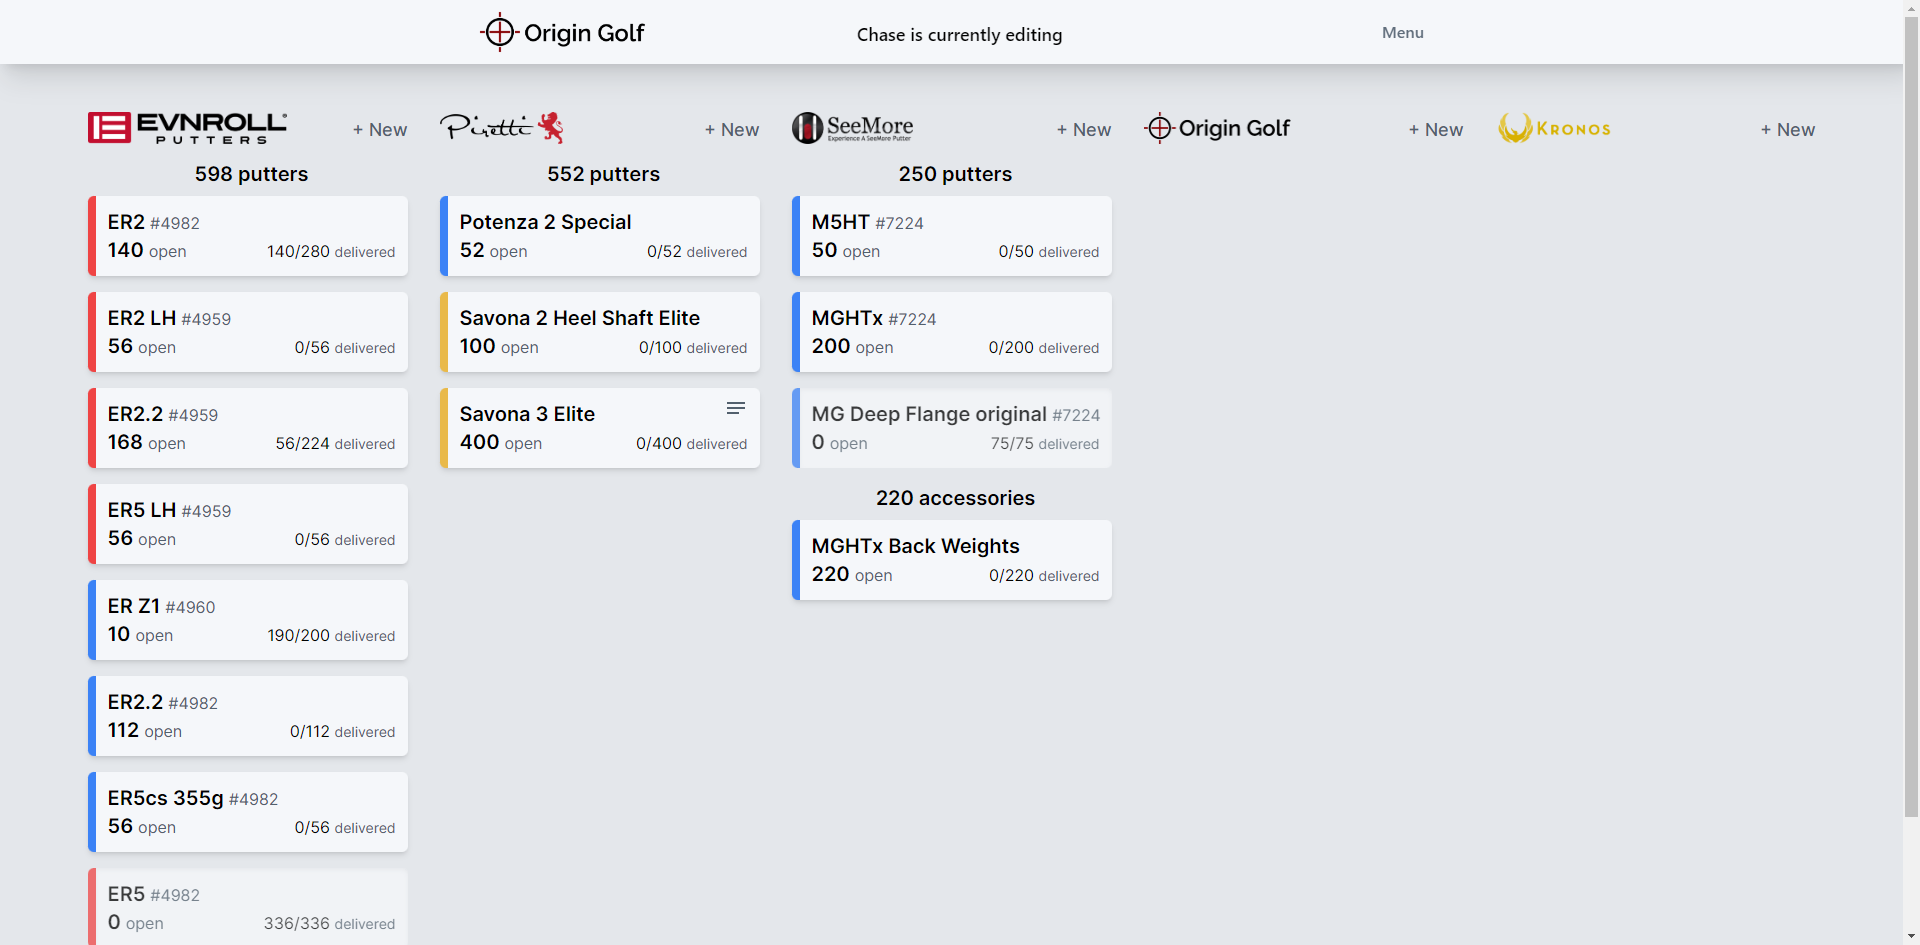 Origin Golf
Chase is currently editing
Menu
EVNROLL®
PUTTERS
+ New
598 putters
ER2 #4982
140 open 140/280 delivered
ER2 LH #4959
56 open 0/56 delivered
ER2.2 #4959
168 open 56/224 delivered
ER5 LH #4959
56 open 0/56 delivered
ER Z1 #4960
10 open 190/200 delivered
ER2.2 #4982
112 open 0/112 delivered
ER5cs 355g #4982
56 open 0/56 delivered
ER5 #4982
0 open 336/336 delivered
Piretti
+ New
552 putters
Potenza 2 Special
52 open 0/52 delivered
Savona 2 Heel Shaft Elite
100 open 0/100 delivered
Savona 3 Elite
400 open 0/400 delivered
SeeMore
Experience A SeeMore Putter
+ New
250 putters
M5HT #7224
50 open 0/50 delivered
MGHTx #7224
200 open 0/200 delivered
MG Deep Flange original #7224
0 open 75/75 delivered
220 accessories
MGHTx Back Weights
220 open 0/220 delivered
Origin Golf
+ New
KRONOS
+ New